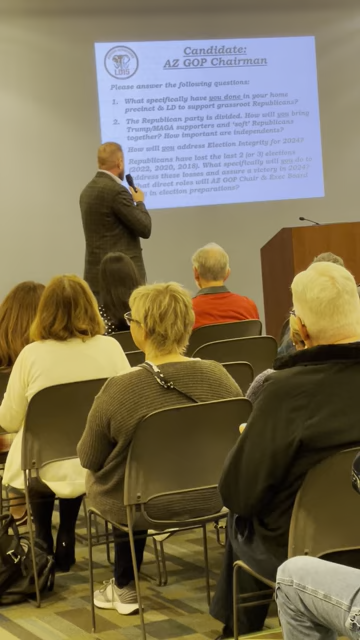 LD15
Candidate:
AZ GOP Chairman
Please answer the following questions:
1. What specifically have you done in your home
precinct & LD to support grassroot Republicans?
2. The Republican party is divided. How will you bring
Trump/MAGA supporters and "soft" Republicans
together? How important are independents?
How will you address Election Integrity for 2024?
Republicans have lost the last 2 (or 3) elections
(2022, 2020, 2018). What specifically will you do to
address these losses and assure a victory in 2024?
What direct roles will AZ GOP Chair & Exec Board
in election preparations?